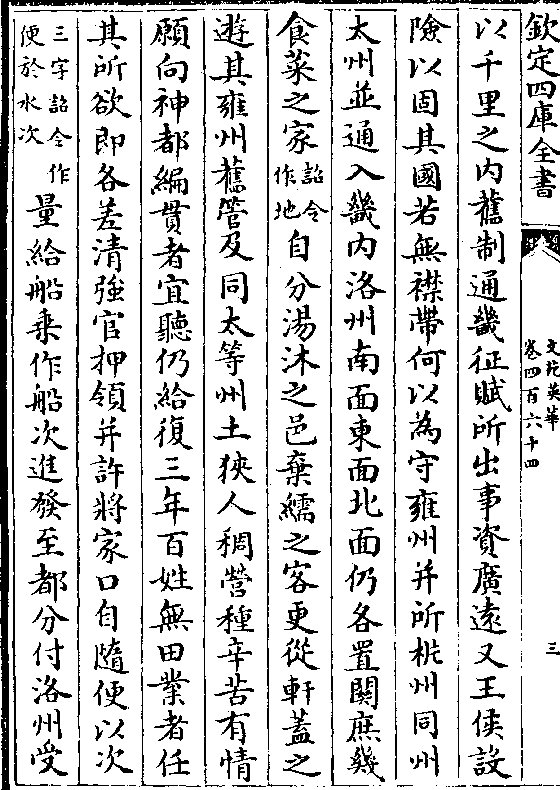 欽定四庫全書
文苑英華
卷四百六十四
三
以千里之内舊制通畿征賦所出事資廣遠又王侯設
險以固其國若無襟帶何以為守雍州并所桃州同州
太州並通入畿内洛州南面東面北面仍各置關庶幾
食菜之家詔令作地自分湯沐之邑棄繻之客更從軒蓋之
遊其雍州舊管及同太等州土狹人稠營種辛苦有情
願向神都編貫者宜聽仍給復三年百姓無田業者任
其所欲即各差清強官押領并許將家口自隨便以次
三字詔令作便於水次量給船乗作船次進發至都分付洛州受